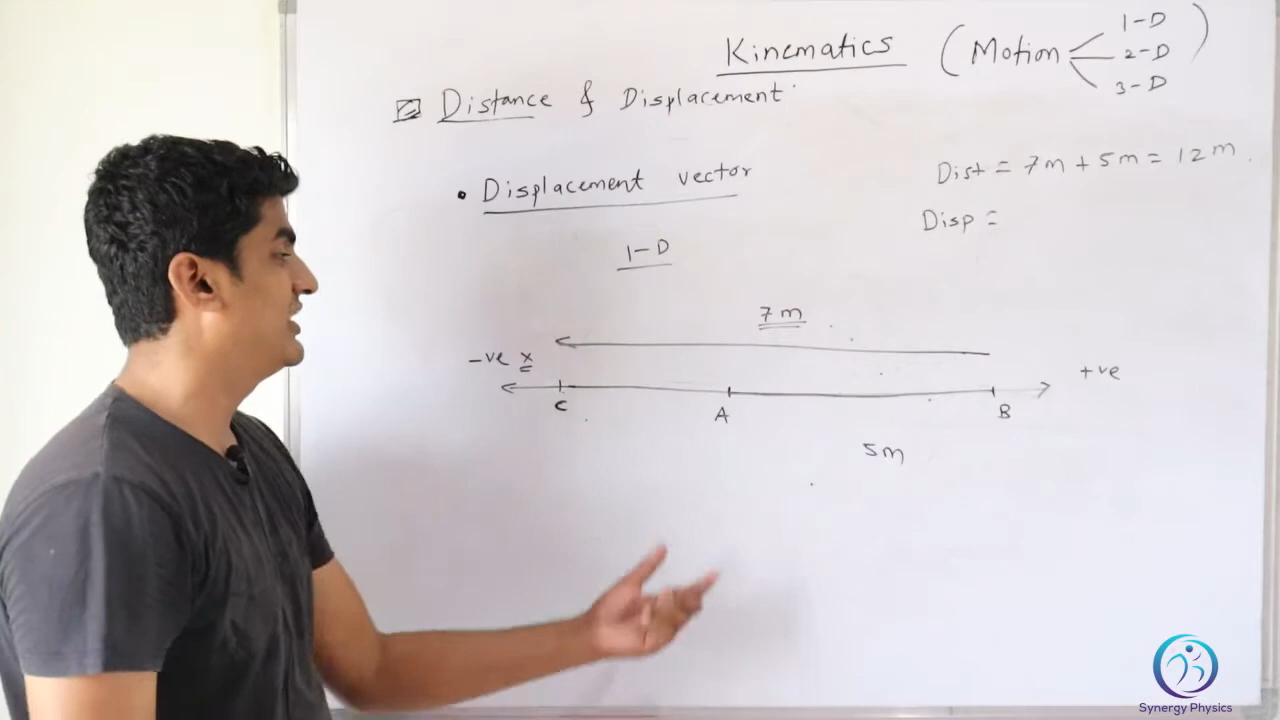 Kinematics (Motion 1-D
2-D
3-D)
Distance & Displacement
• Displacement vector
Dist = 7m + 5m = 12m.
Disp =
1-D
7m
-ve x
+ve
C
A
B
5m
Synergy Physics